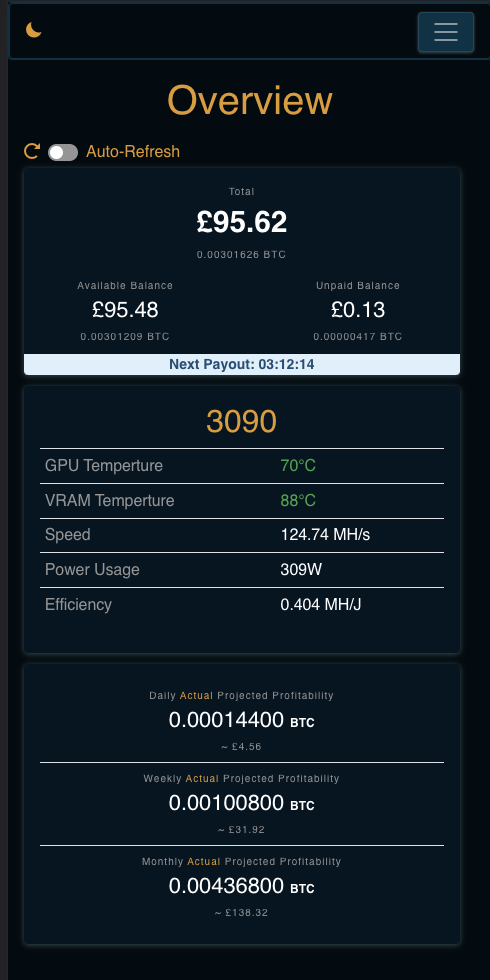 Overview
Auto-Refresh
Total
£95.62
0.00301626 BTC
Available Balance
£95.48
0.00301209 BTC
Unpaid Balance
£0.13
0.00000417 BTC
Next Payout: 03:12:14
3090
GPU Temperture 70°C
VRAM Temperture 88°C
Speed 124.74 MH/s
Power Usage 309W
Efficiency 0.404 MH/J
Daily Actual Projected Profitability
0.00014400 BTC
~ £4.56
Weekly Actual Projected Profitability
0.00100800 BTC
~ £31.92
Monthly Actual Projected Profitability
0.00436800 BTC
~ £138.32